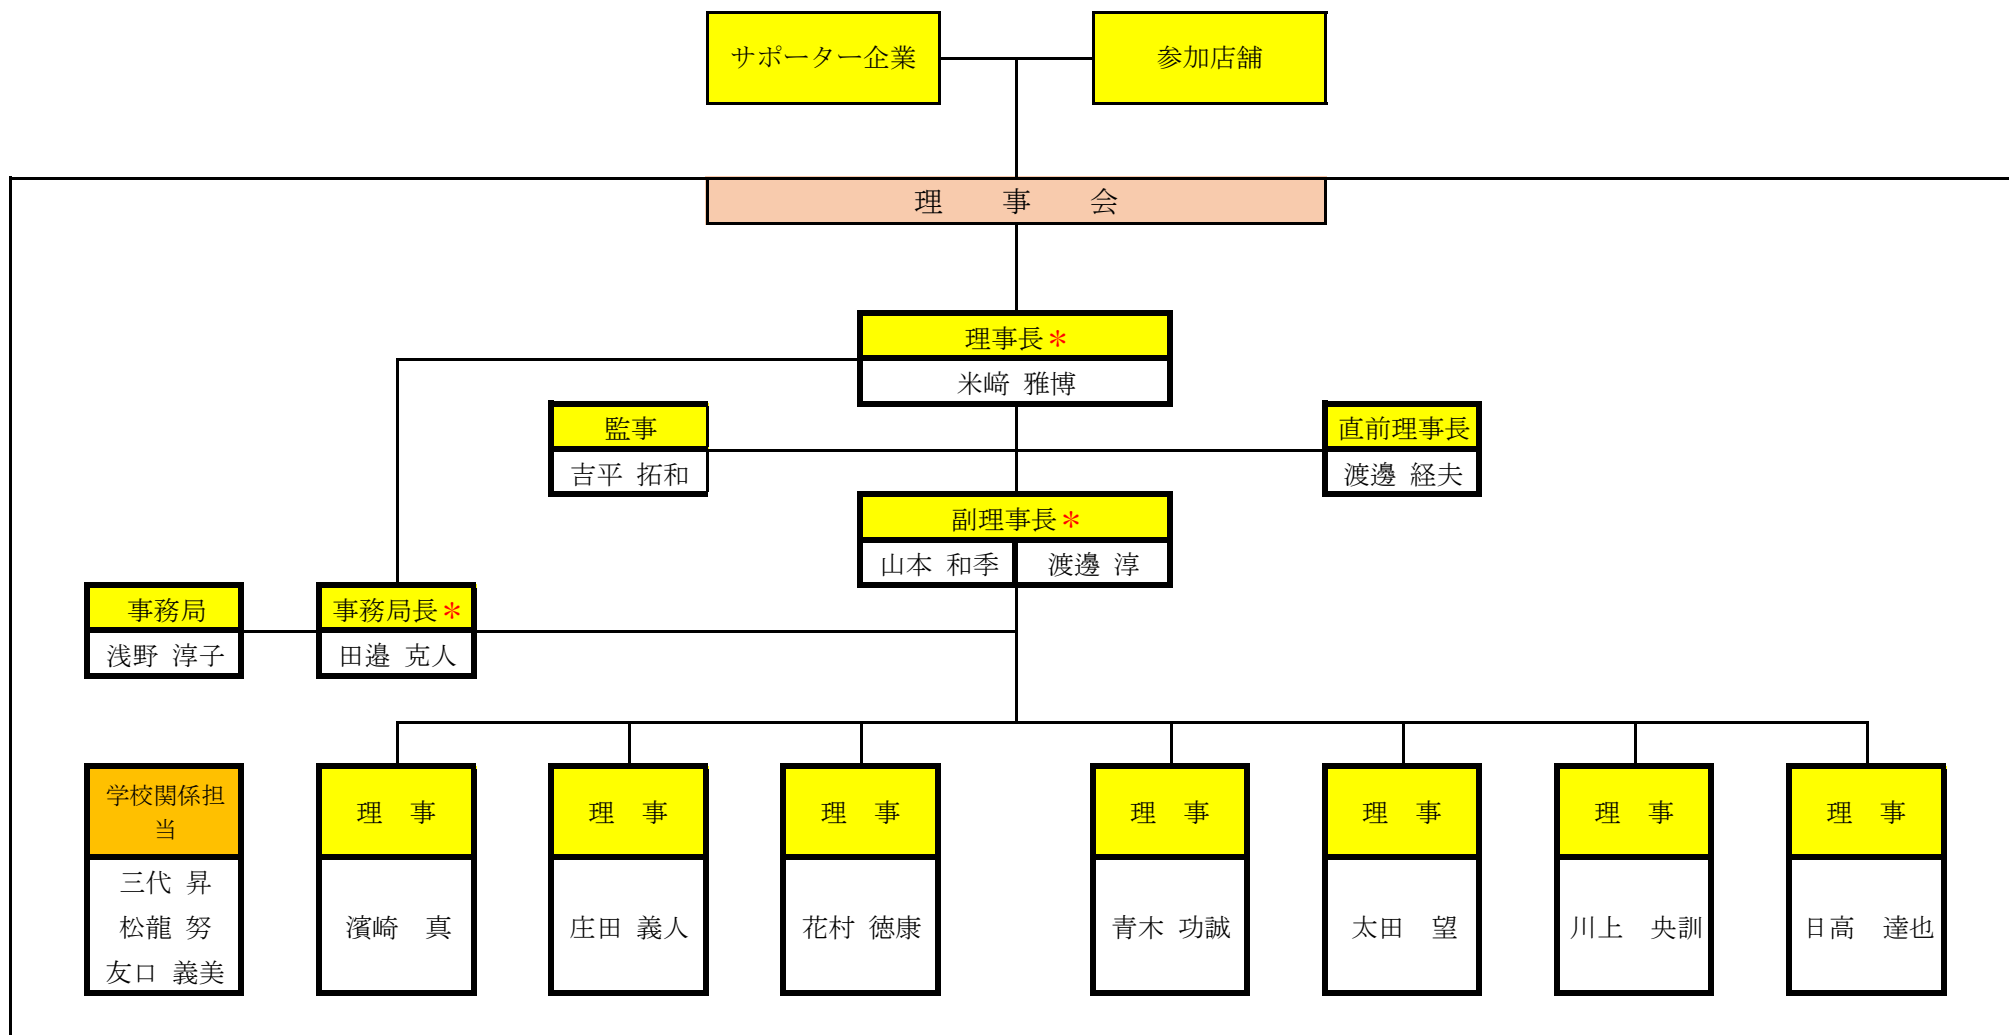 サポーター企業
参加店舗
理　事　会
理事長＊
米﨑 雅博
監事
直前理事長
吉平 拓和
渡邊 経夫
副理事長＊
山本 和季
渡邊 淳
事務局
事務局長＊
浅野 淳子
田邉 克人
学校関係担
当
三代 昇
松龍 努
友口 義美
理　事
濱崎　真
理　事
庄田 義人
理　事
花村 徳康
理　事
青木 功誠
理　事
太田　望
理　事
川上　央訓
理　事
日高　達也